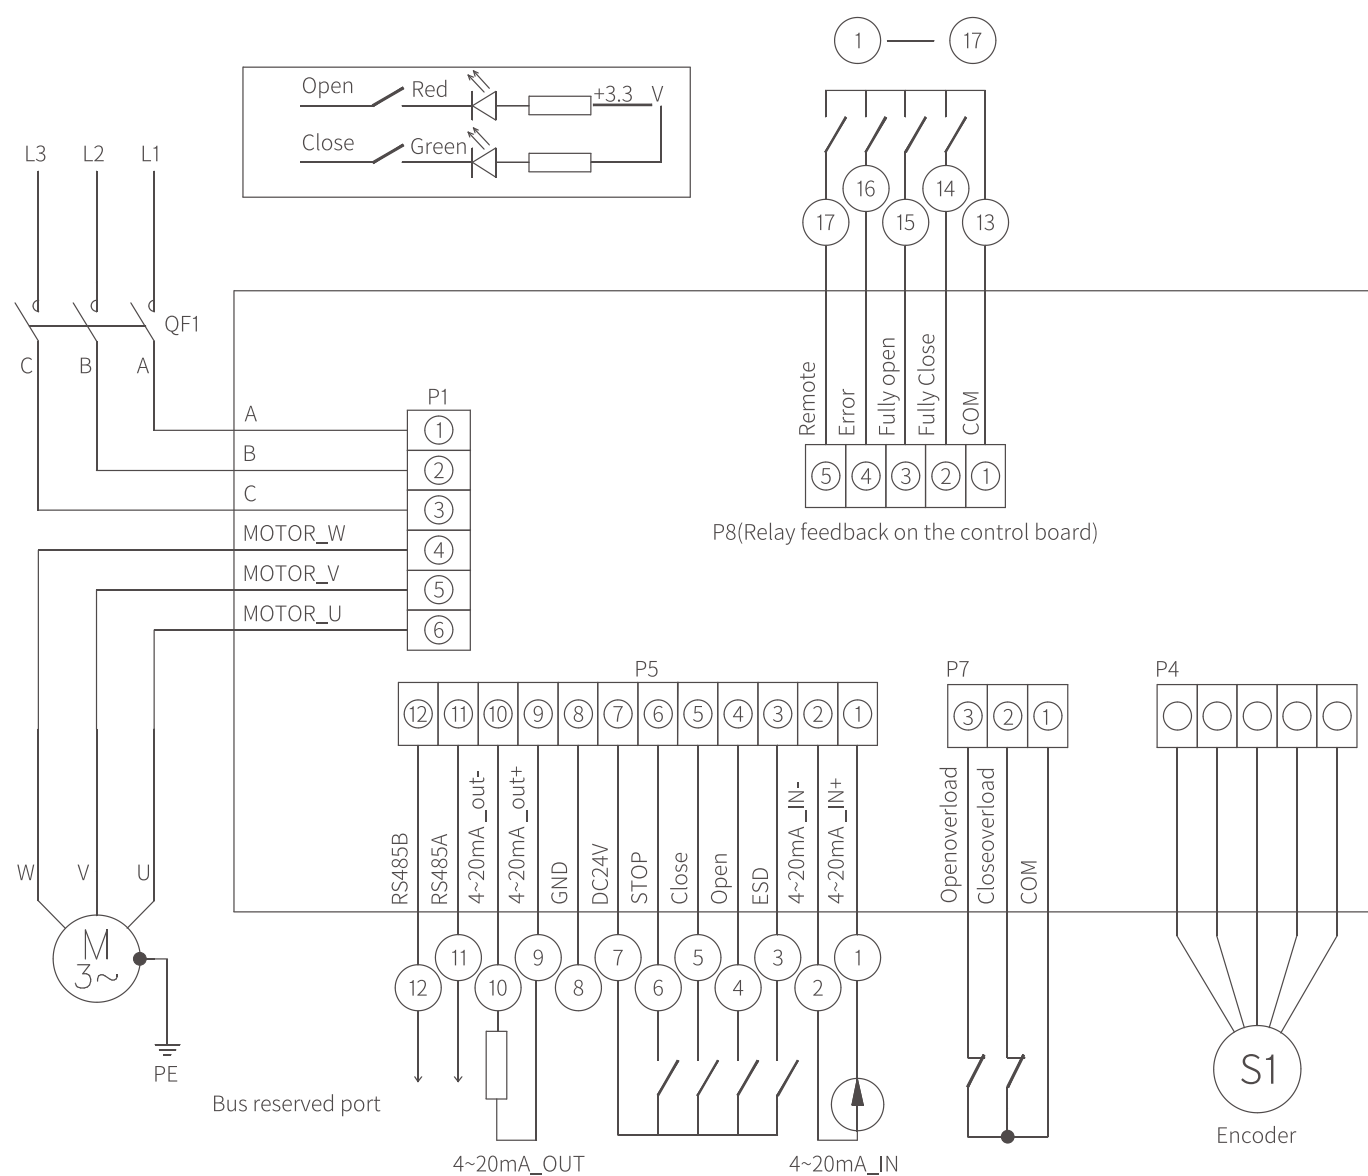 1 17
Open Red +3.3 V
Close Green
L3 L2 L1
16 14
17 15 13
QF1
C B A
Remote
Error
Fully open
Fully Close
COM
P1
A 1
B 2
C 3
MOTOR_W 4
MOTOR_V 5
MOTOR_U 6
5 4 3 2 1
P8(Relay feedback on the control board)
P5
12 11 10 9 8 7 6 5 4 3 2 1
P7
3 2 1
P4
RS485B
RS485A
4~20mA_out-
4~20mA_out+
GND
DC24V
STOP
Close
Open
ESD
4~20mA_IN-
4~20mA_IN+
Openoverload
Closeoverload
COM
W V U
M
3~
PE
11 9 7 5 3 1
12 10 8 6 4 2
S1
Encoder
Bus reserved port
4~20mA_OUT
4~20mA_IN